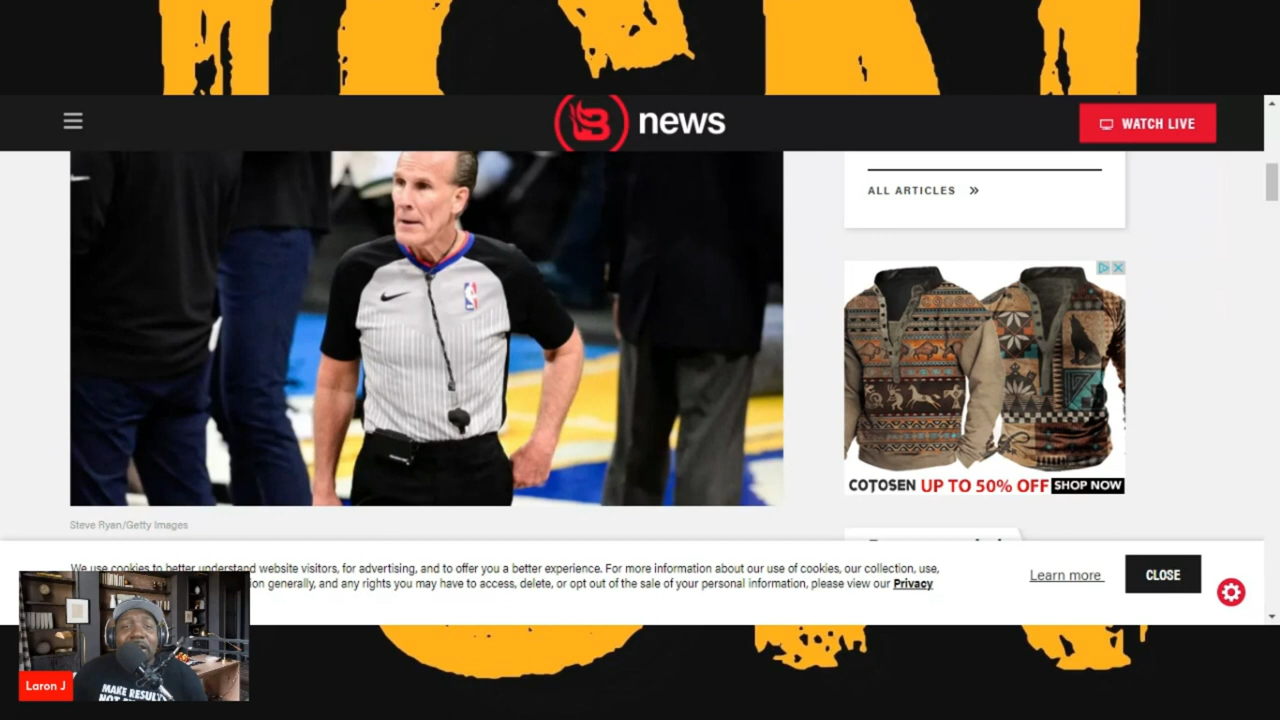 news
WATCH LIVE
ALL ARTICLES »
COTOSEN UP TO 50% OFF SHOP NOW
Steve Ryan/Getty Images
We use cookies to better understand website visitors, for advertising, and to offer you a better experience. For more information about our use of cookies, our collection, use,
ion generally, and any rights you may have to access, delete, or opt out of the sale of your personal information, please view our Privacy
Learn more
CLOSE
Laron J
MAKE RESUL